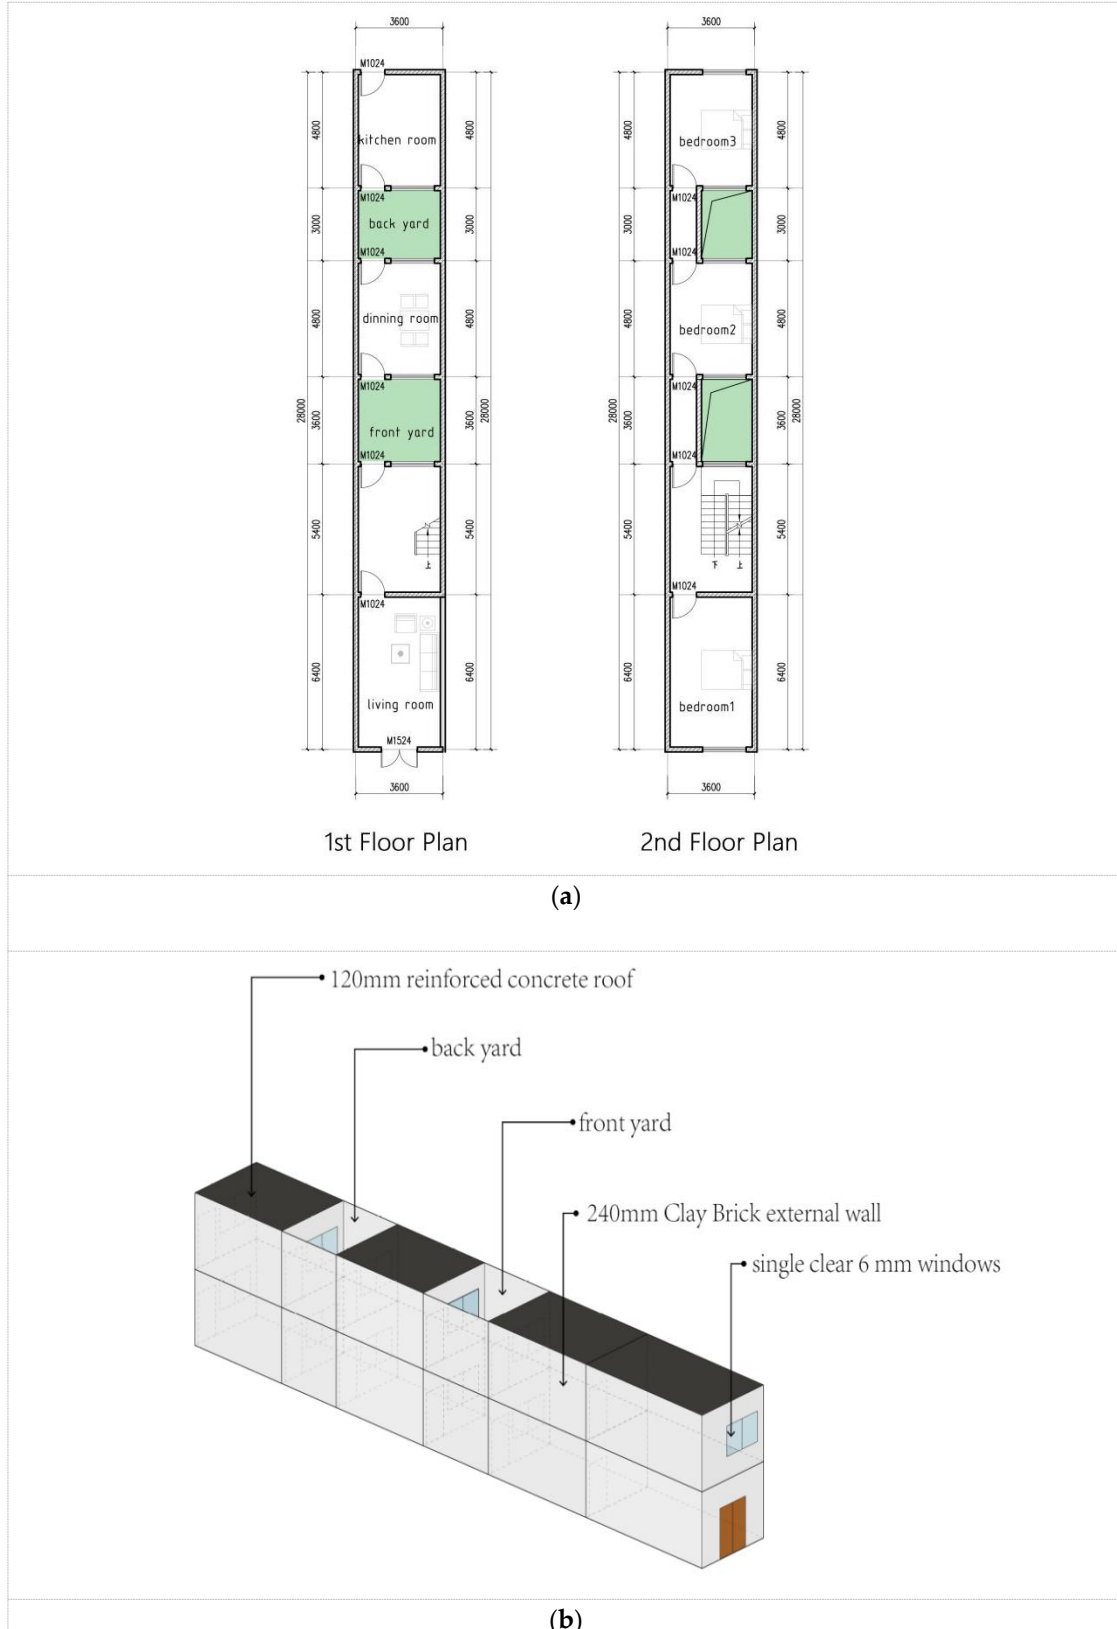 3600
3600
M1024
4800
4800
4800
4800
kitchen room
bedroom3
M1024
M1024
3000
3000
3000
3000
back yard
M1024
M1024
4800
4800
4800
4800
dinning room
bedroom2
M1024
M1024
28000
3600
3600
28000
28000
3600
3600
28000
front yard
M1024
M1024
5400
5400
5400
5400
上
下 上
M1024
M1024
6400
6400
6400
6400
living room
bedroom1
M1524
3600
3600
1st Floor Plan
2nd Floor Plan
(a)
120mm reinforced concrete roof
back yard
front yard
240mm Clay Brick external wall
single clear 6 mm windows
(b)